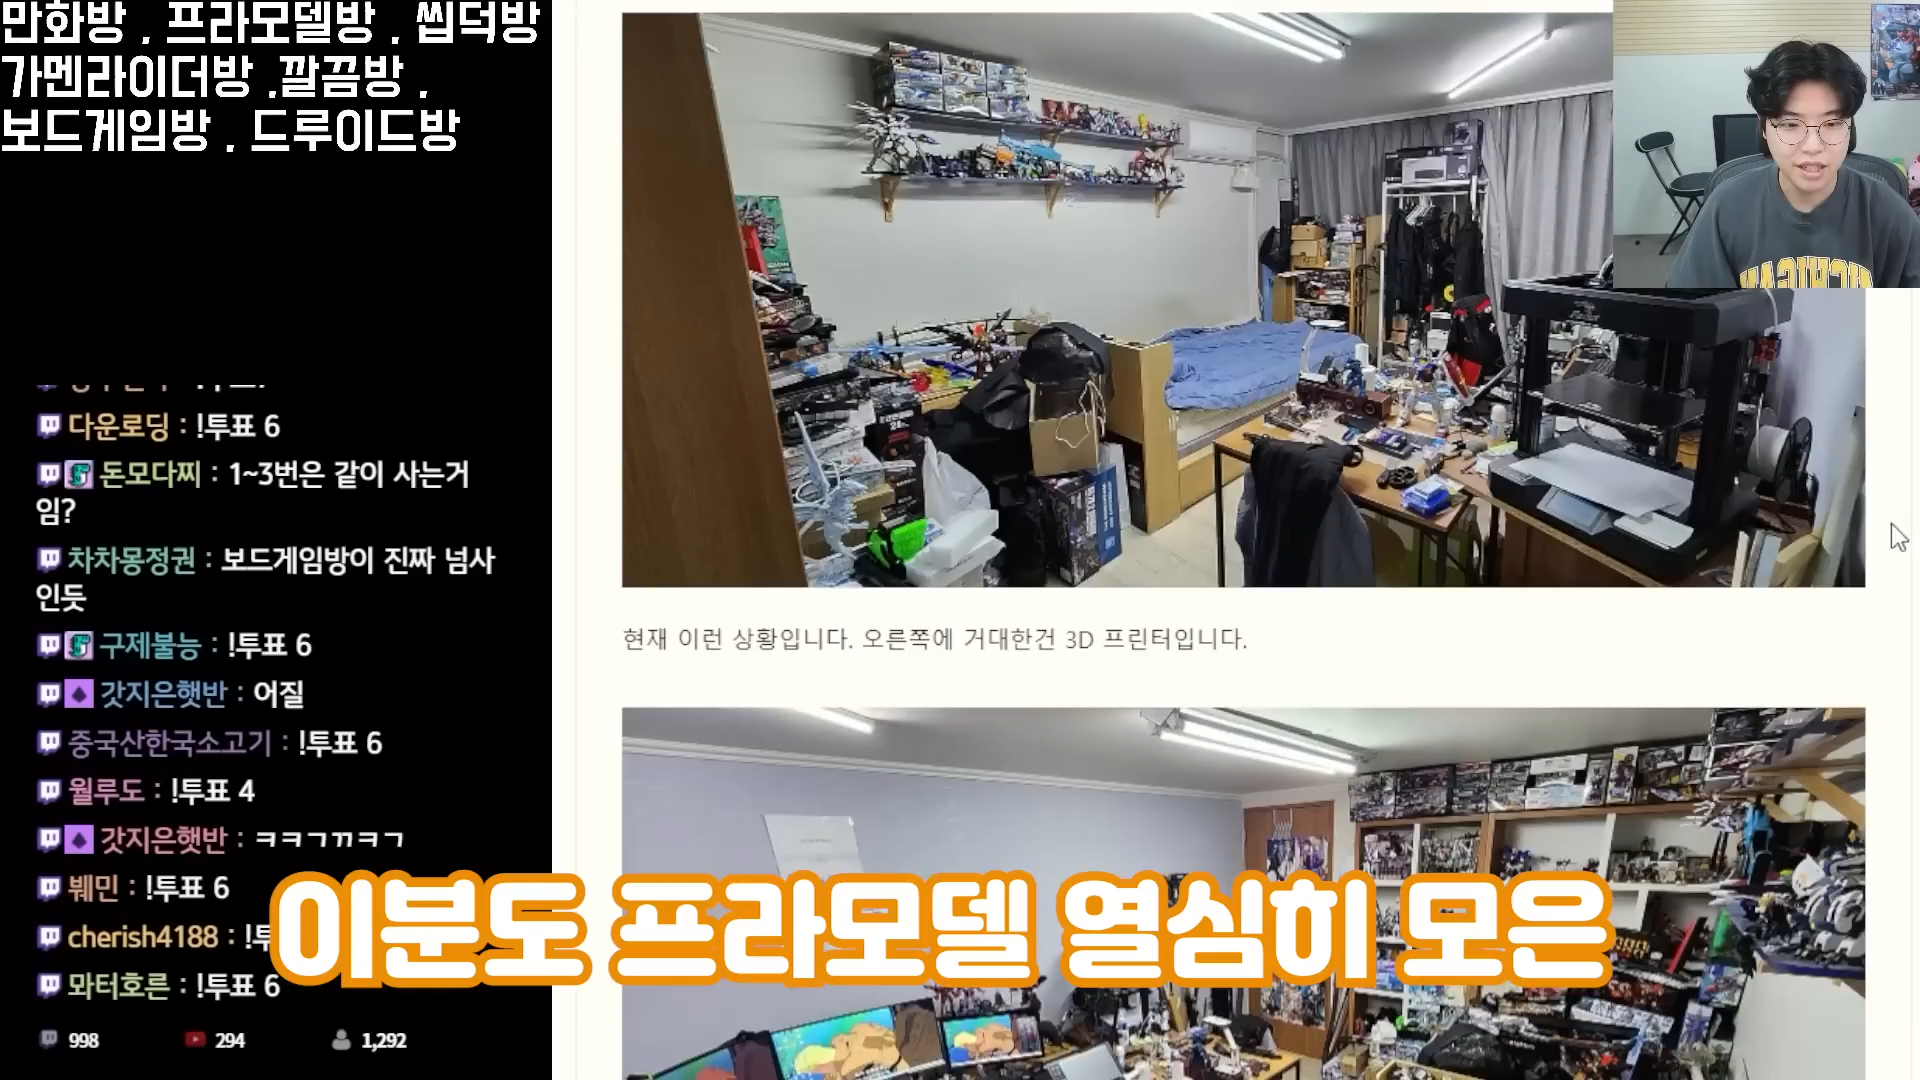 만화방 . 프라모델방 . 씹덕방
가멘라이더방 .깔끔방 .
보드게임방 . 드루이드방
다운로딩 : !투표 6
돈모다찌 : 1~3번은 같이 사는거
임?
차차몽정권 : 보드게임방이 진짜 넘사
인듯
구제불능 : !투표 6
갓지은햇반 : 어질
중국산한국소고기 : !투표 6
월루도 : !투표 4
갓지은햇반 : ㅋㅋㄱㄲㅋㄱ
붸민 : !투표 6
cherish4188 : !투
뫄터호른 : !투표 6
998 294 1,292
현재 이런 상황입니다. 오른쪽에 거대한건 3D 프린터입니다.
이분도 프라모델 열심히 모은